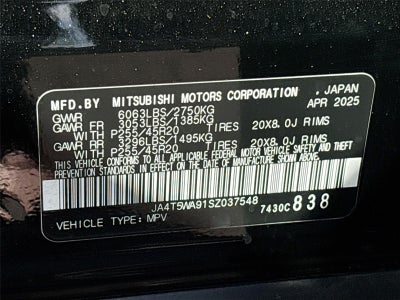 MFD.BY MITSUBISHI MOTORS CORPORATION , JAPAN
GVWR 6063LBS/2750KG APR 2025
GAWR FR 3053LBS/1385KG
WITH P255/45R20 TIRES 20X8.0J RIMS
GAWR RR 3296LBS/1495KG
WITH P255/45R20 TIRES 20X8.0J RIMS
THIS VEHICLE CONFORMS TO ALL APPLICABLE FEDERAL
MOTOR VEHICLE SAFETY AND THEFT PREVENTION STANDARDS
IN EFFECT ON THE DATE OF MANUFACTURE SHOWN ABOVE.
JA4T5WA91SZ037548
VEHICLE TYPE: MPV 7430C 838